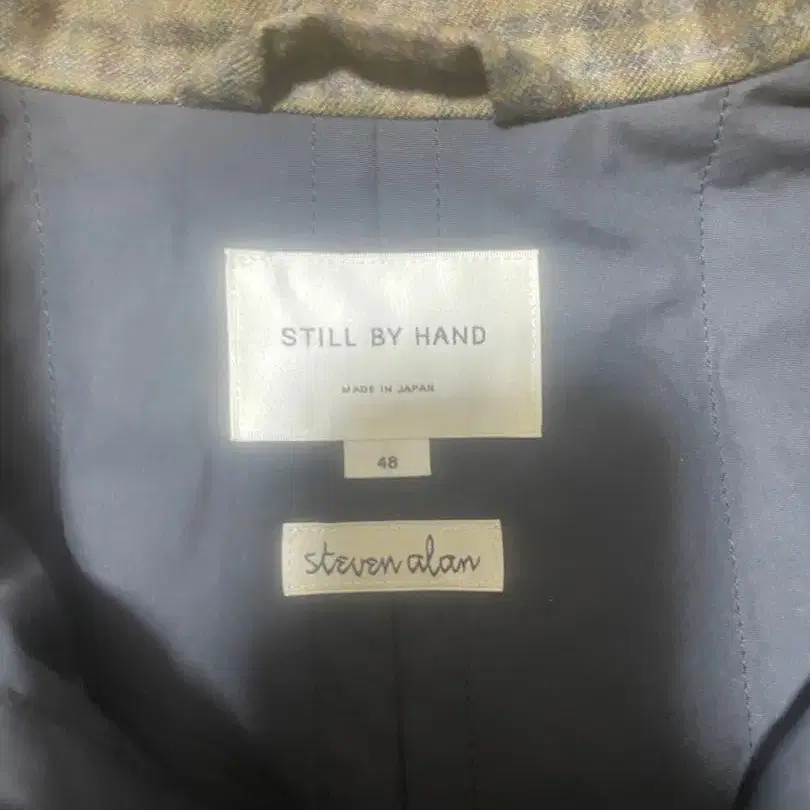 STILL BY HAND
MADE IN JAPAN
48
steven alan